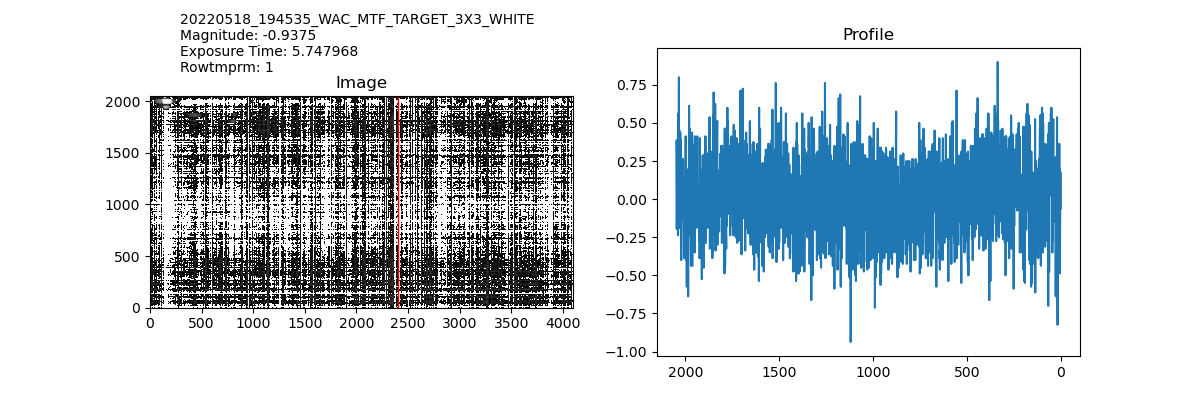 20220518_194535_WAC_MTF_TARGET_3X3_WHITE
Magnitude: -0.9375
Exposure Time: 5.747968
Rowtmprm: 1
Image
2000
1500
1000
500
0
0 500 1000 1500 2000 2500 3000 3500 4000
Profile
0.75
0.50
0.25
0.00
−0.25
−0.50
−0.75
−1.00
2000 1500 1000 500 0